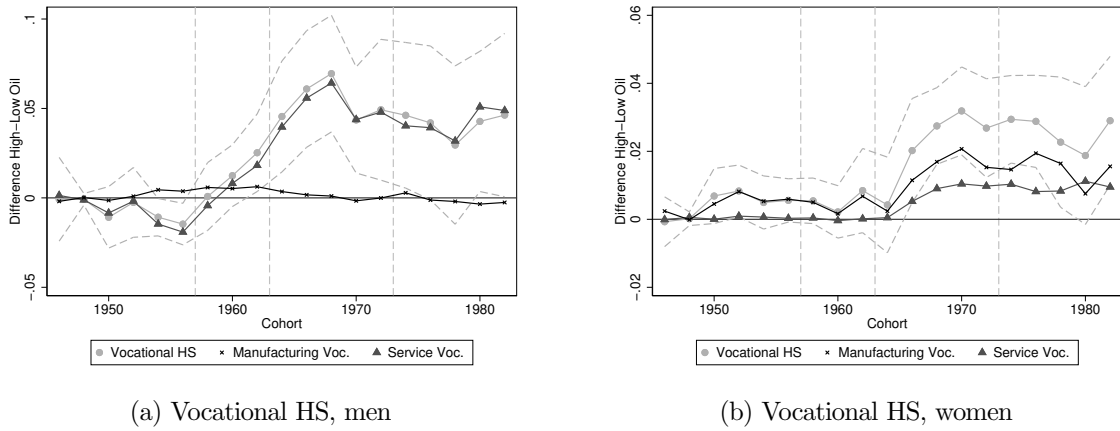 .1
.05
0
-.05
Difference High-Low Oil
1950
1960
1970
1980
Cohort
Vocational HS
Manufacturing Voc.
Service Voc.
(a) Vocational HS, men
.06
.04
.02
0
-.02
Difference High-Low Oil
1950
1960
1970
1980
Cohort
Vocational HS
Manufacturing Voc.
Service Voc.
(b) Vocational HS, women